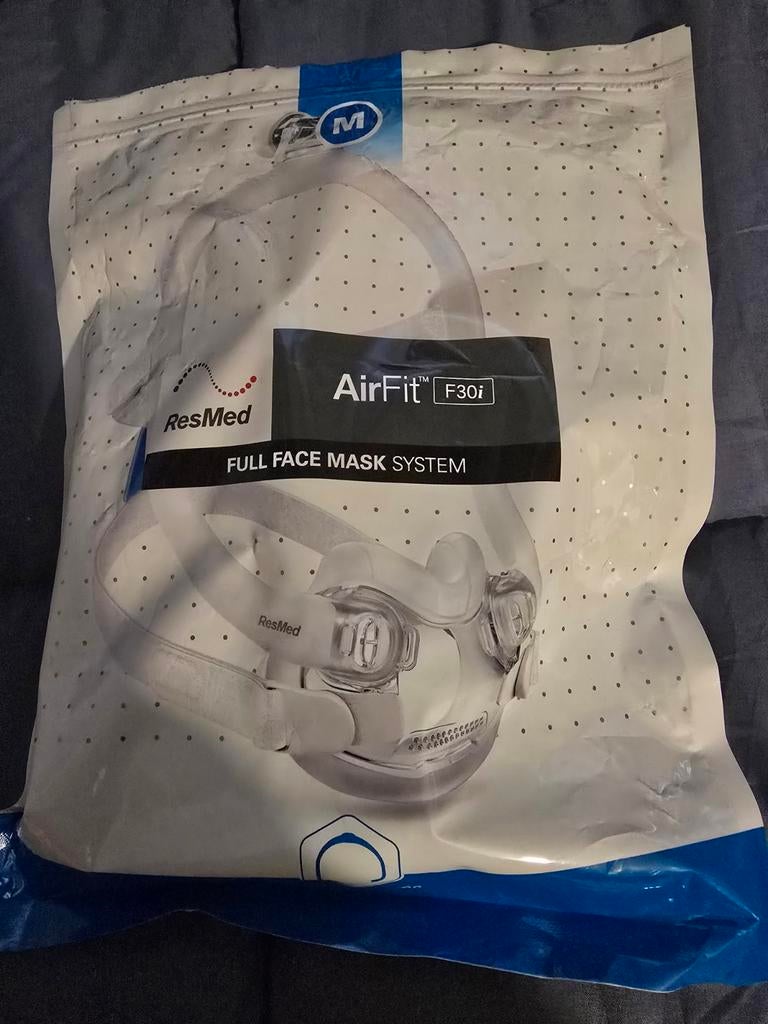 M
AirFit™ F30i
ResMed
FULL FACE MASK SYSTEM
ResMed